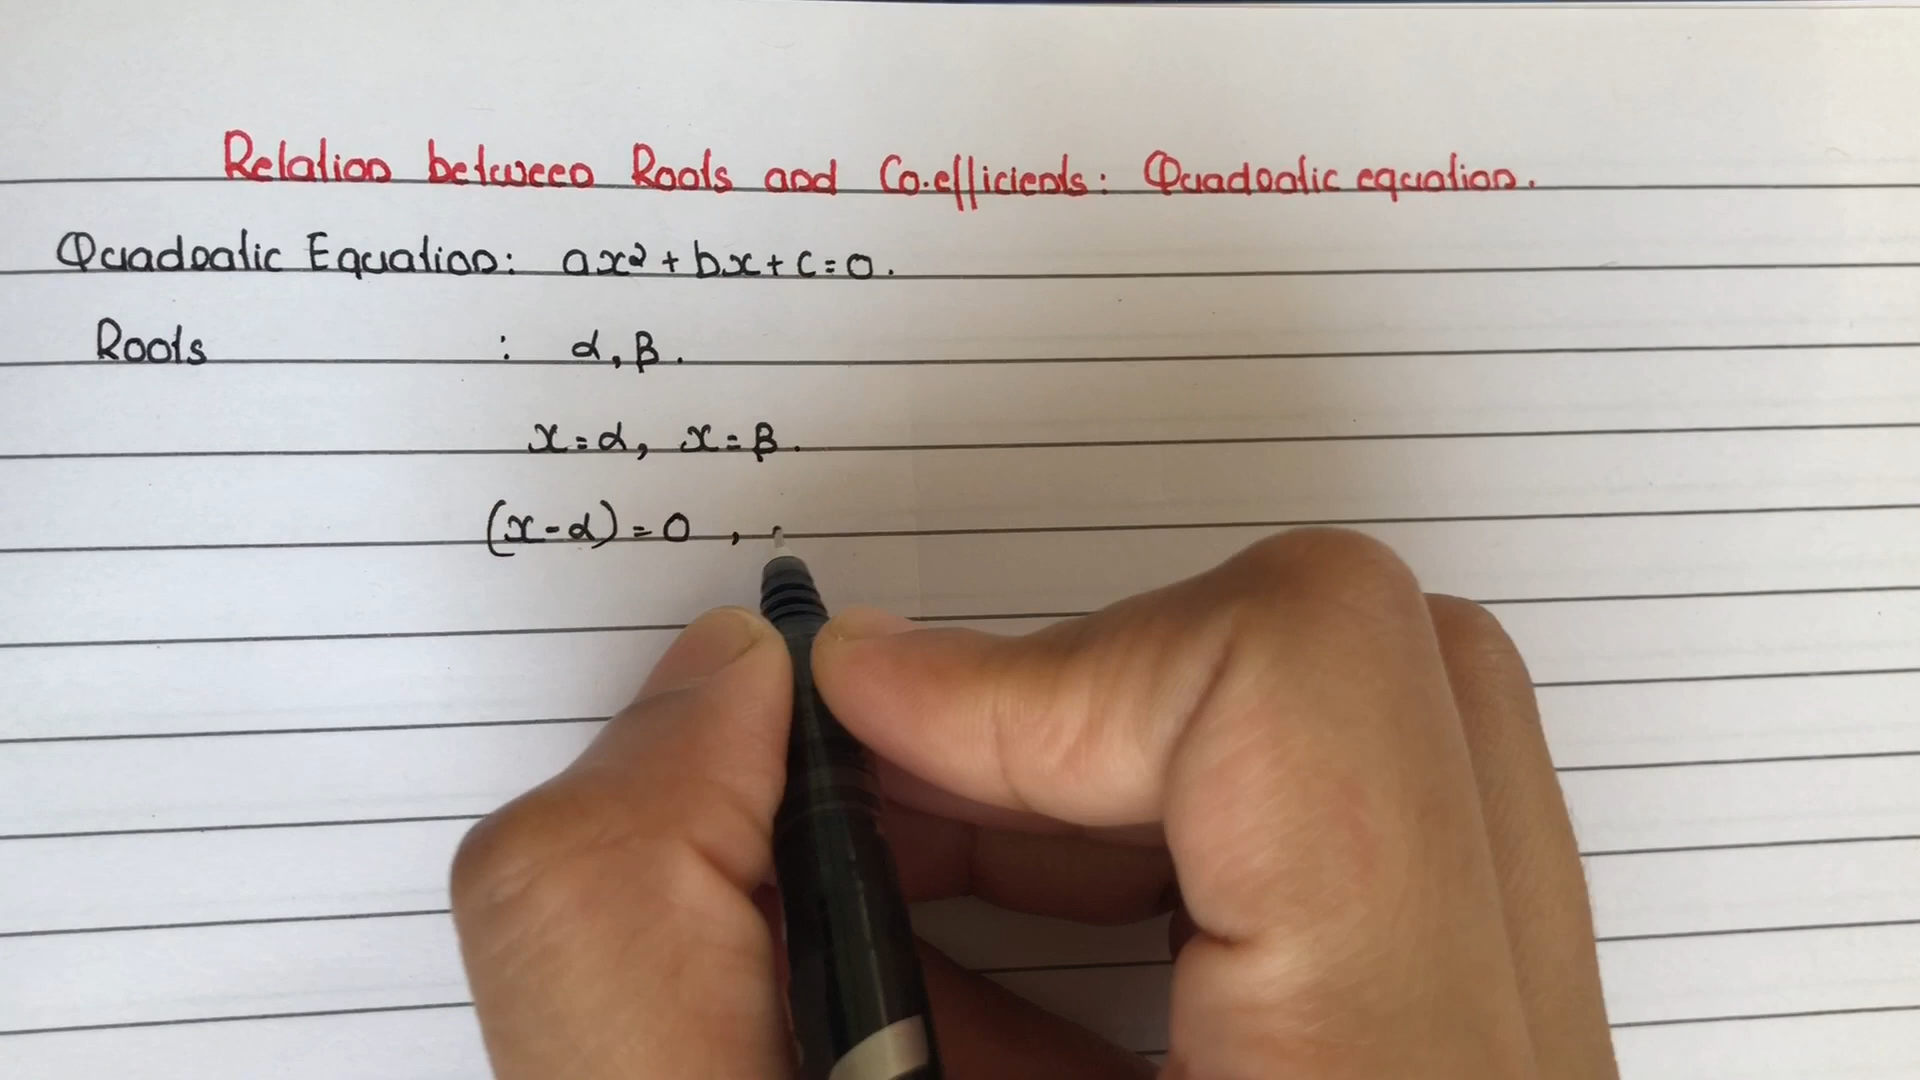 Relation between Roots and Co.efficients: Quadratic equation.
Quadratic Equation: ax² + bx + c = 0.
Roots : α, β.
x = α, x = β.
(x - α) = 0 ,